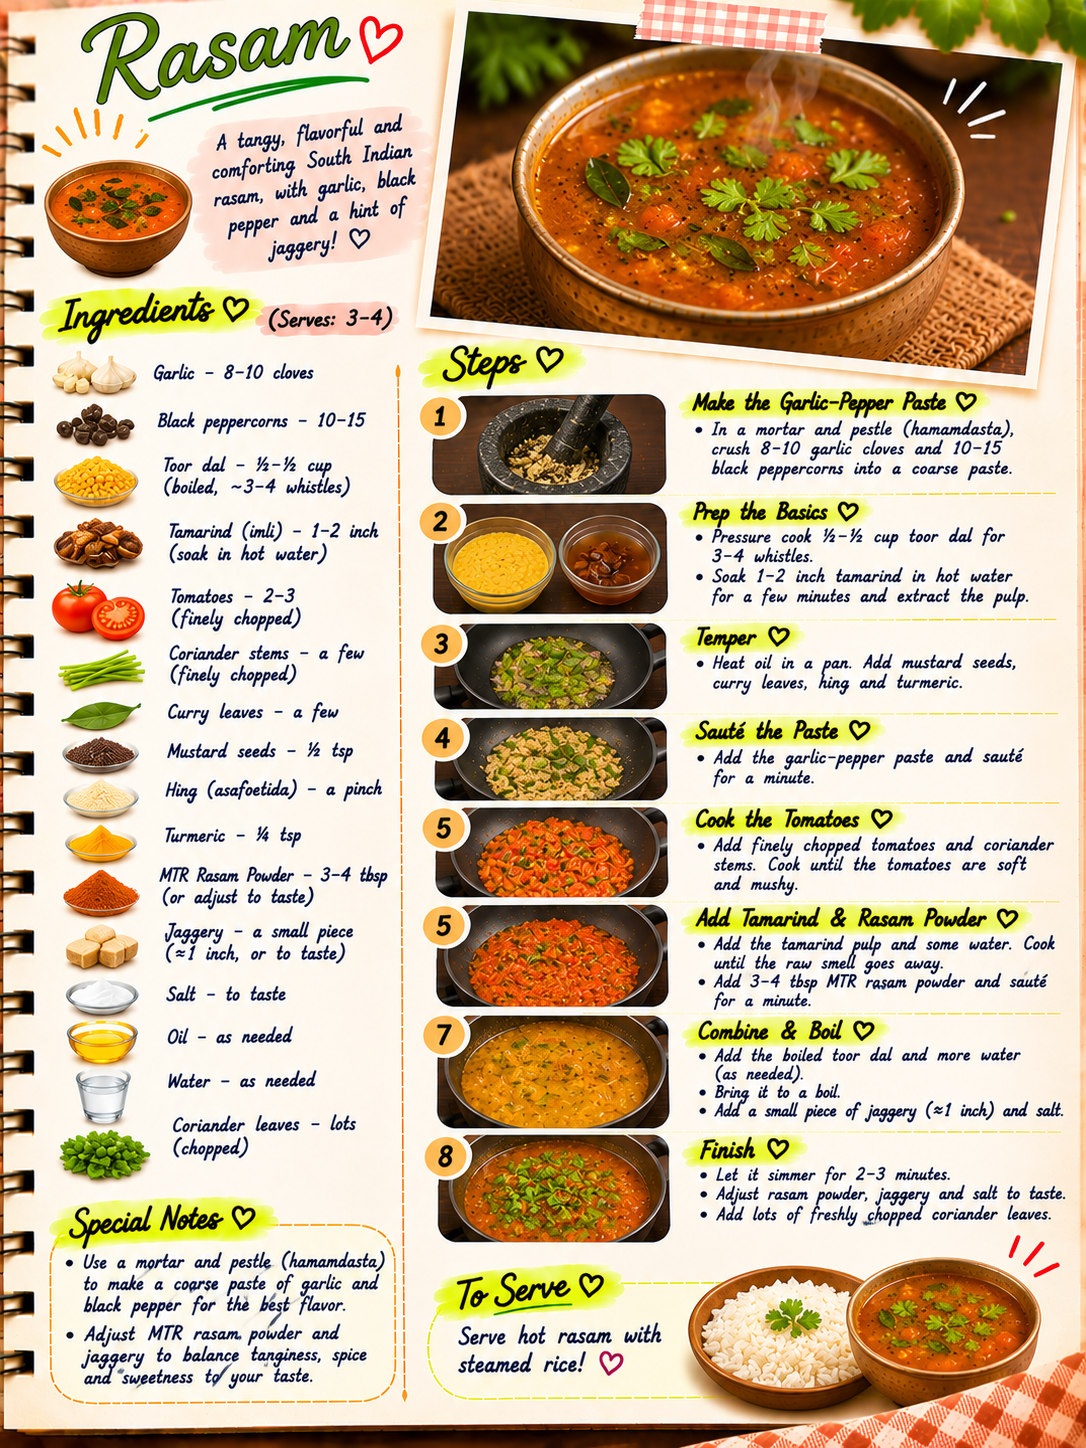 Rasam
A tangy, flavorful and
comforting South Indian
rasam, with garlic, black
pepper and a hint of
jaggery!
Ingredients
(Serves: 3-4)
Garlic - 8-10 cloves
Black peppercorns - 10-15
Toor dal - ½-½ cup
(boiled, ~3-4 whistles)
Tamarind (imli) - 1-2 inch
(soak in hot water)
Tomatoes - 2-3
(finely chopped)
Coriander stems - a few
(finely chopped)
Curry leaves - a few
Mustard seeds - ½ tsp
Hing (asafoetida) - a pinch
Turmeric - ¼ tsp
MTR Rasam Powder - 3-4 tbsp
(or adjust to taste)
Jaggery - a small piece
(≈1 inch, or to taste)
Salt - to taste
Oil - as needed
Water - as needed
Coriander leaves - lots
(chopped)
Special Notes
• Use a mortar and pestle (hamamdasta)
to make a coarse paste of garlic and
black pepper for the best flavor.
• Adjust MTR rasam powder and
jaggery to balance tanginess, spice
and sweetness to your taste.
Steps
1
Make the Garlic-Pepper Paste
• In a mortar and pestle (hamamdasta),
crush 8-10 garlic cloves and 10-15
black peppercorns into a coarse paste.
2
Prep the Basics
• Pressure cook ½-½ cup toor dal for
3-4 whistles.
• Soak 1-2 inch tamarind in hot water
for a few minutes and extract the pulp.
3
Temper
• Heat oil in a pan. Add mustard seeds,
curry leaves, hing and turmeric.
4
Sauté the Paste
• Add the garlic-pepper paste and sauté
for a minute.
5
Cook the Tomatoes
• Add finely chopped tomatoes and coriander
stems. Cook until the tomatoes are soft
and mushy.
5
Add Tamarind & Rasam Powder
• Add the tamarind pulp and some water. Cook
until the raw smell goes away.
• Add 3-4 tbsp MTR rasam powder and sauté
for a minute.
7
Combine & Boil
• Add the boiled toor dal and more water
(as needed).
• Bring it to a boil.
• Add a small piece of jaggery (≈1 inch) and salt.
8
Finish
• Let it simmer for 2-3 minutes.
• Adjust rasam powder, jaggery and salt to taste.
• Add lots of freshly chopped coriander leaves.
To Serve
Serve hot rasam with
steamed rice!